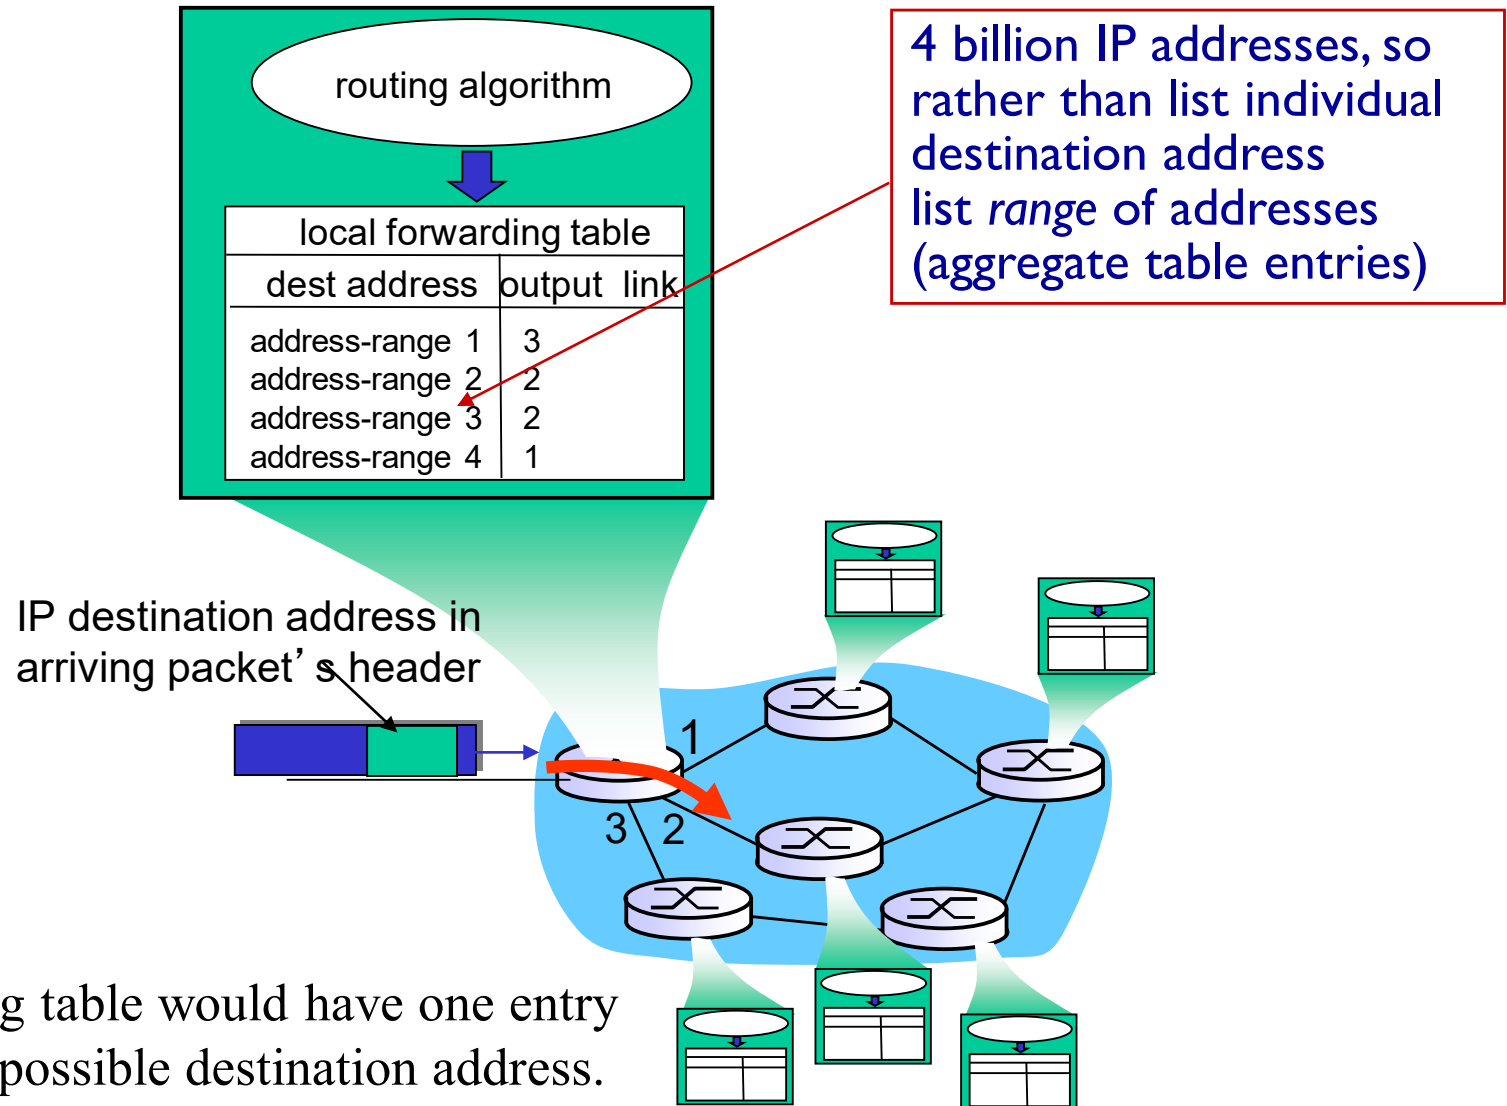 routing algorithm
local forwarding table
dest address output link
address-range 1 3
address-range 2 2
address-range 3 2
address-range 4 1
4 billion IP addresses, so
rather than list individual
destination address
list range of addresses
(aggregate table entries)
IP destination address in
arriving packet’s header
1
3 2
g table would have one entry
possible destination address.